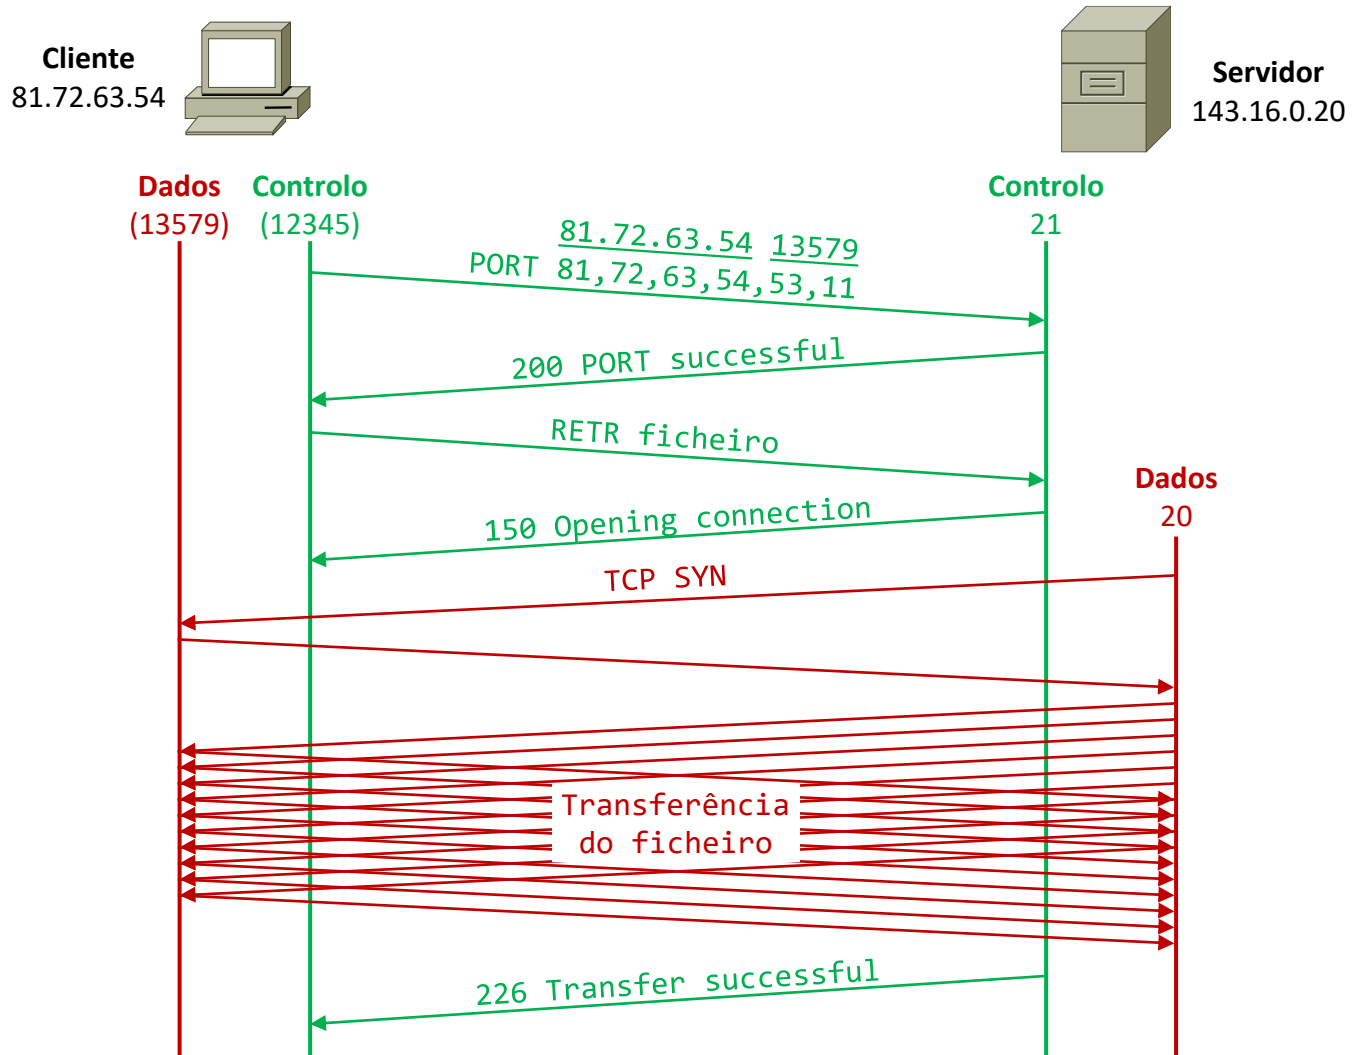 Cliente
81.72.63.54
Servidor
143.16.0.20
Dados
(13579)
Controlo
(12345)
Controlo
21
81.72.63.54 13579
PORT 81,72,63,54,53,11
200 PORT successful
RETR ficheiro
Dados
20
150 Opening connection
TCP SYN
Transferência
do ficheiro
226 Transfer successful